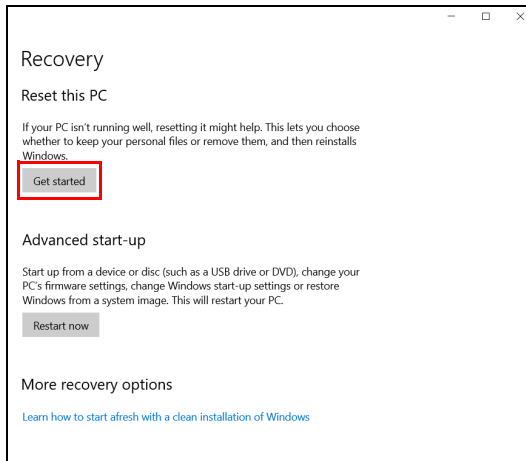 Recovery
Reset this PC
If your PC isn't running well, resetting it might help. This lets you choose
whether to keep your personal files or remove them, and then reinstalls
Windows.
Get started
Advanced start-up
Start up from a device or disc (such as a USB drive or DVD), change your
PC's firmware settings, change Windows start-up settings or restore
Windows from a system image. This will restart your PC.
Restart now
More recovery options
Learn how to start afresh with a clean installation of Windows